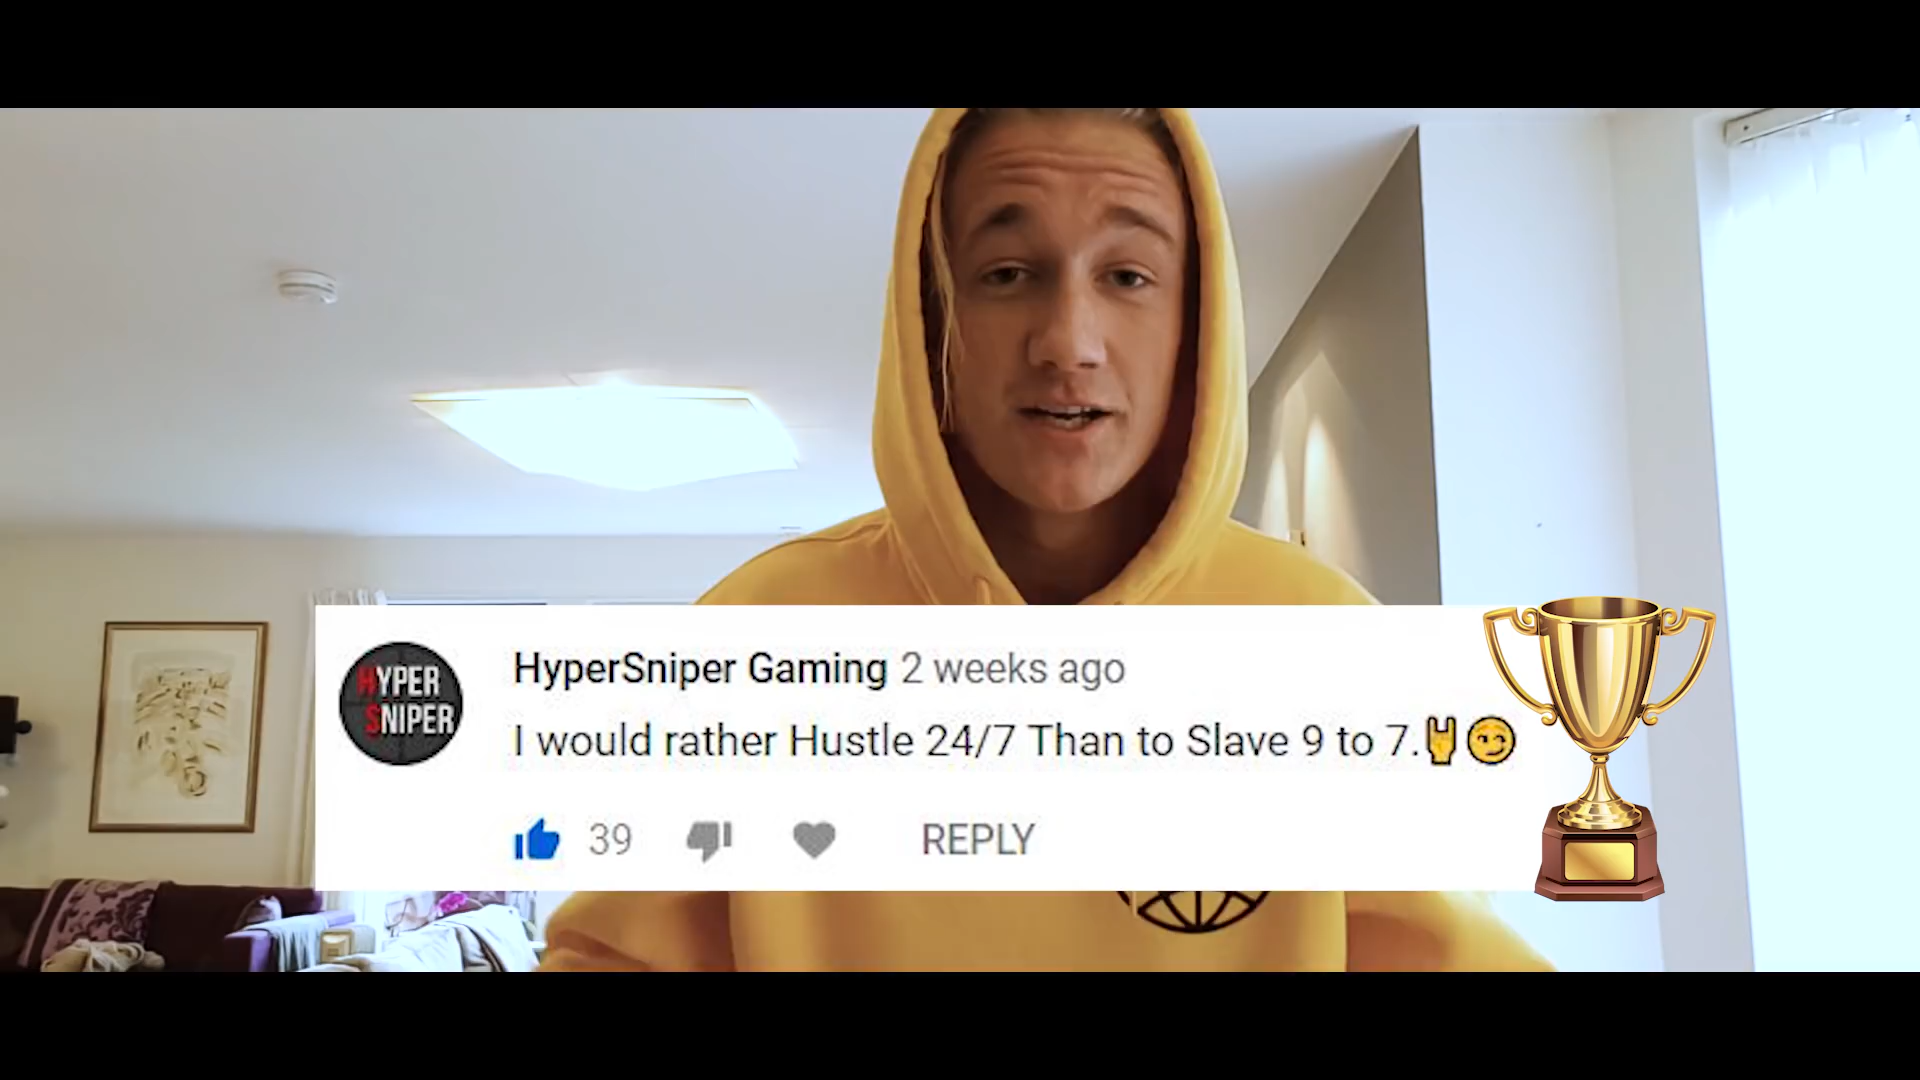 HYPER
SNIPER
HyperSniper Gaming 2 weeks ago
I would rather Hustle 24/7 Than to Slave 9 to 7.🤘😏
39
REPLY